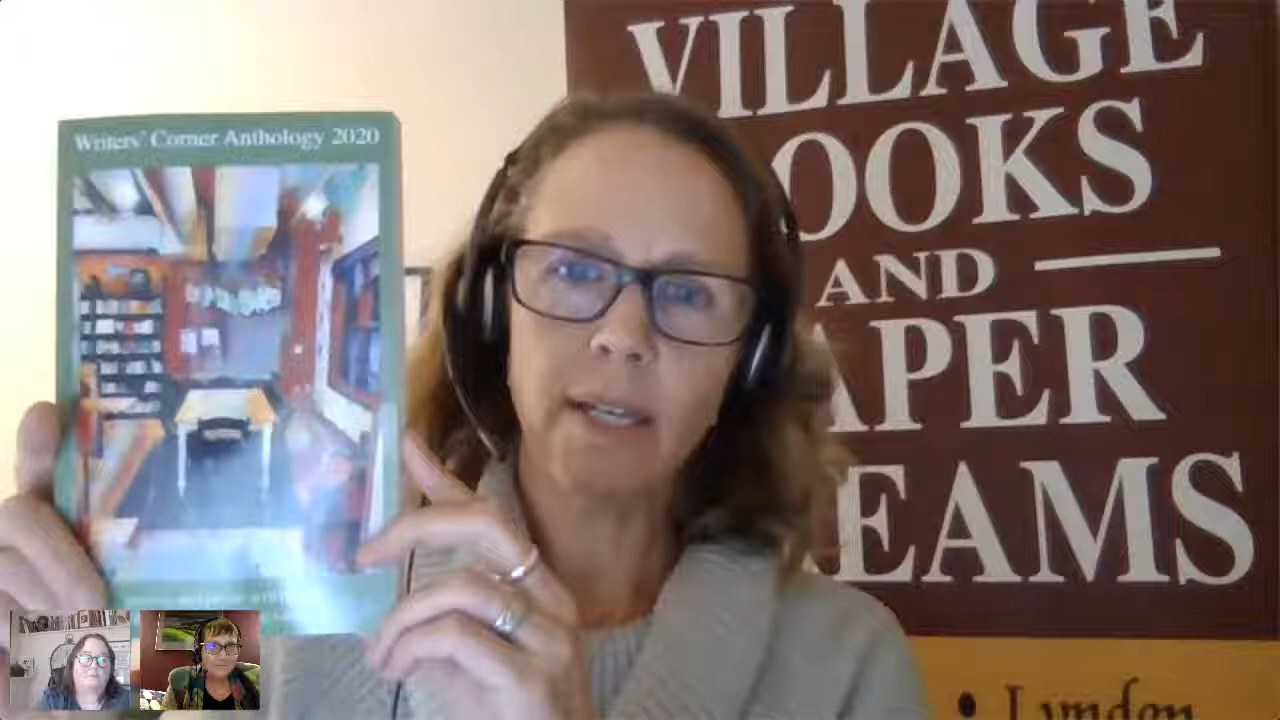 Writers' Corner Anthology 2020
VILLAGE
OOKS
AND
APER
EAMS
• Lynden